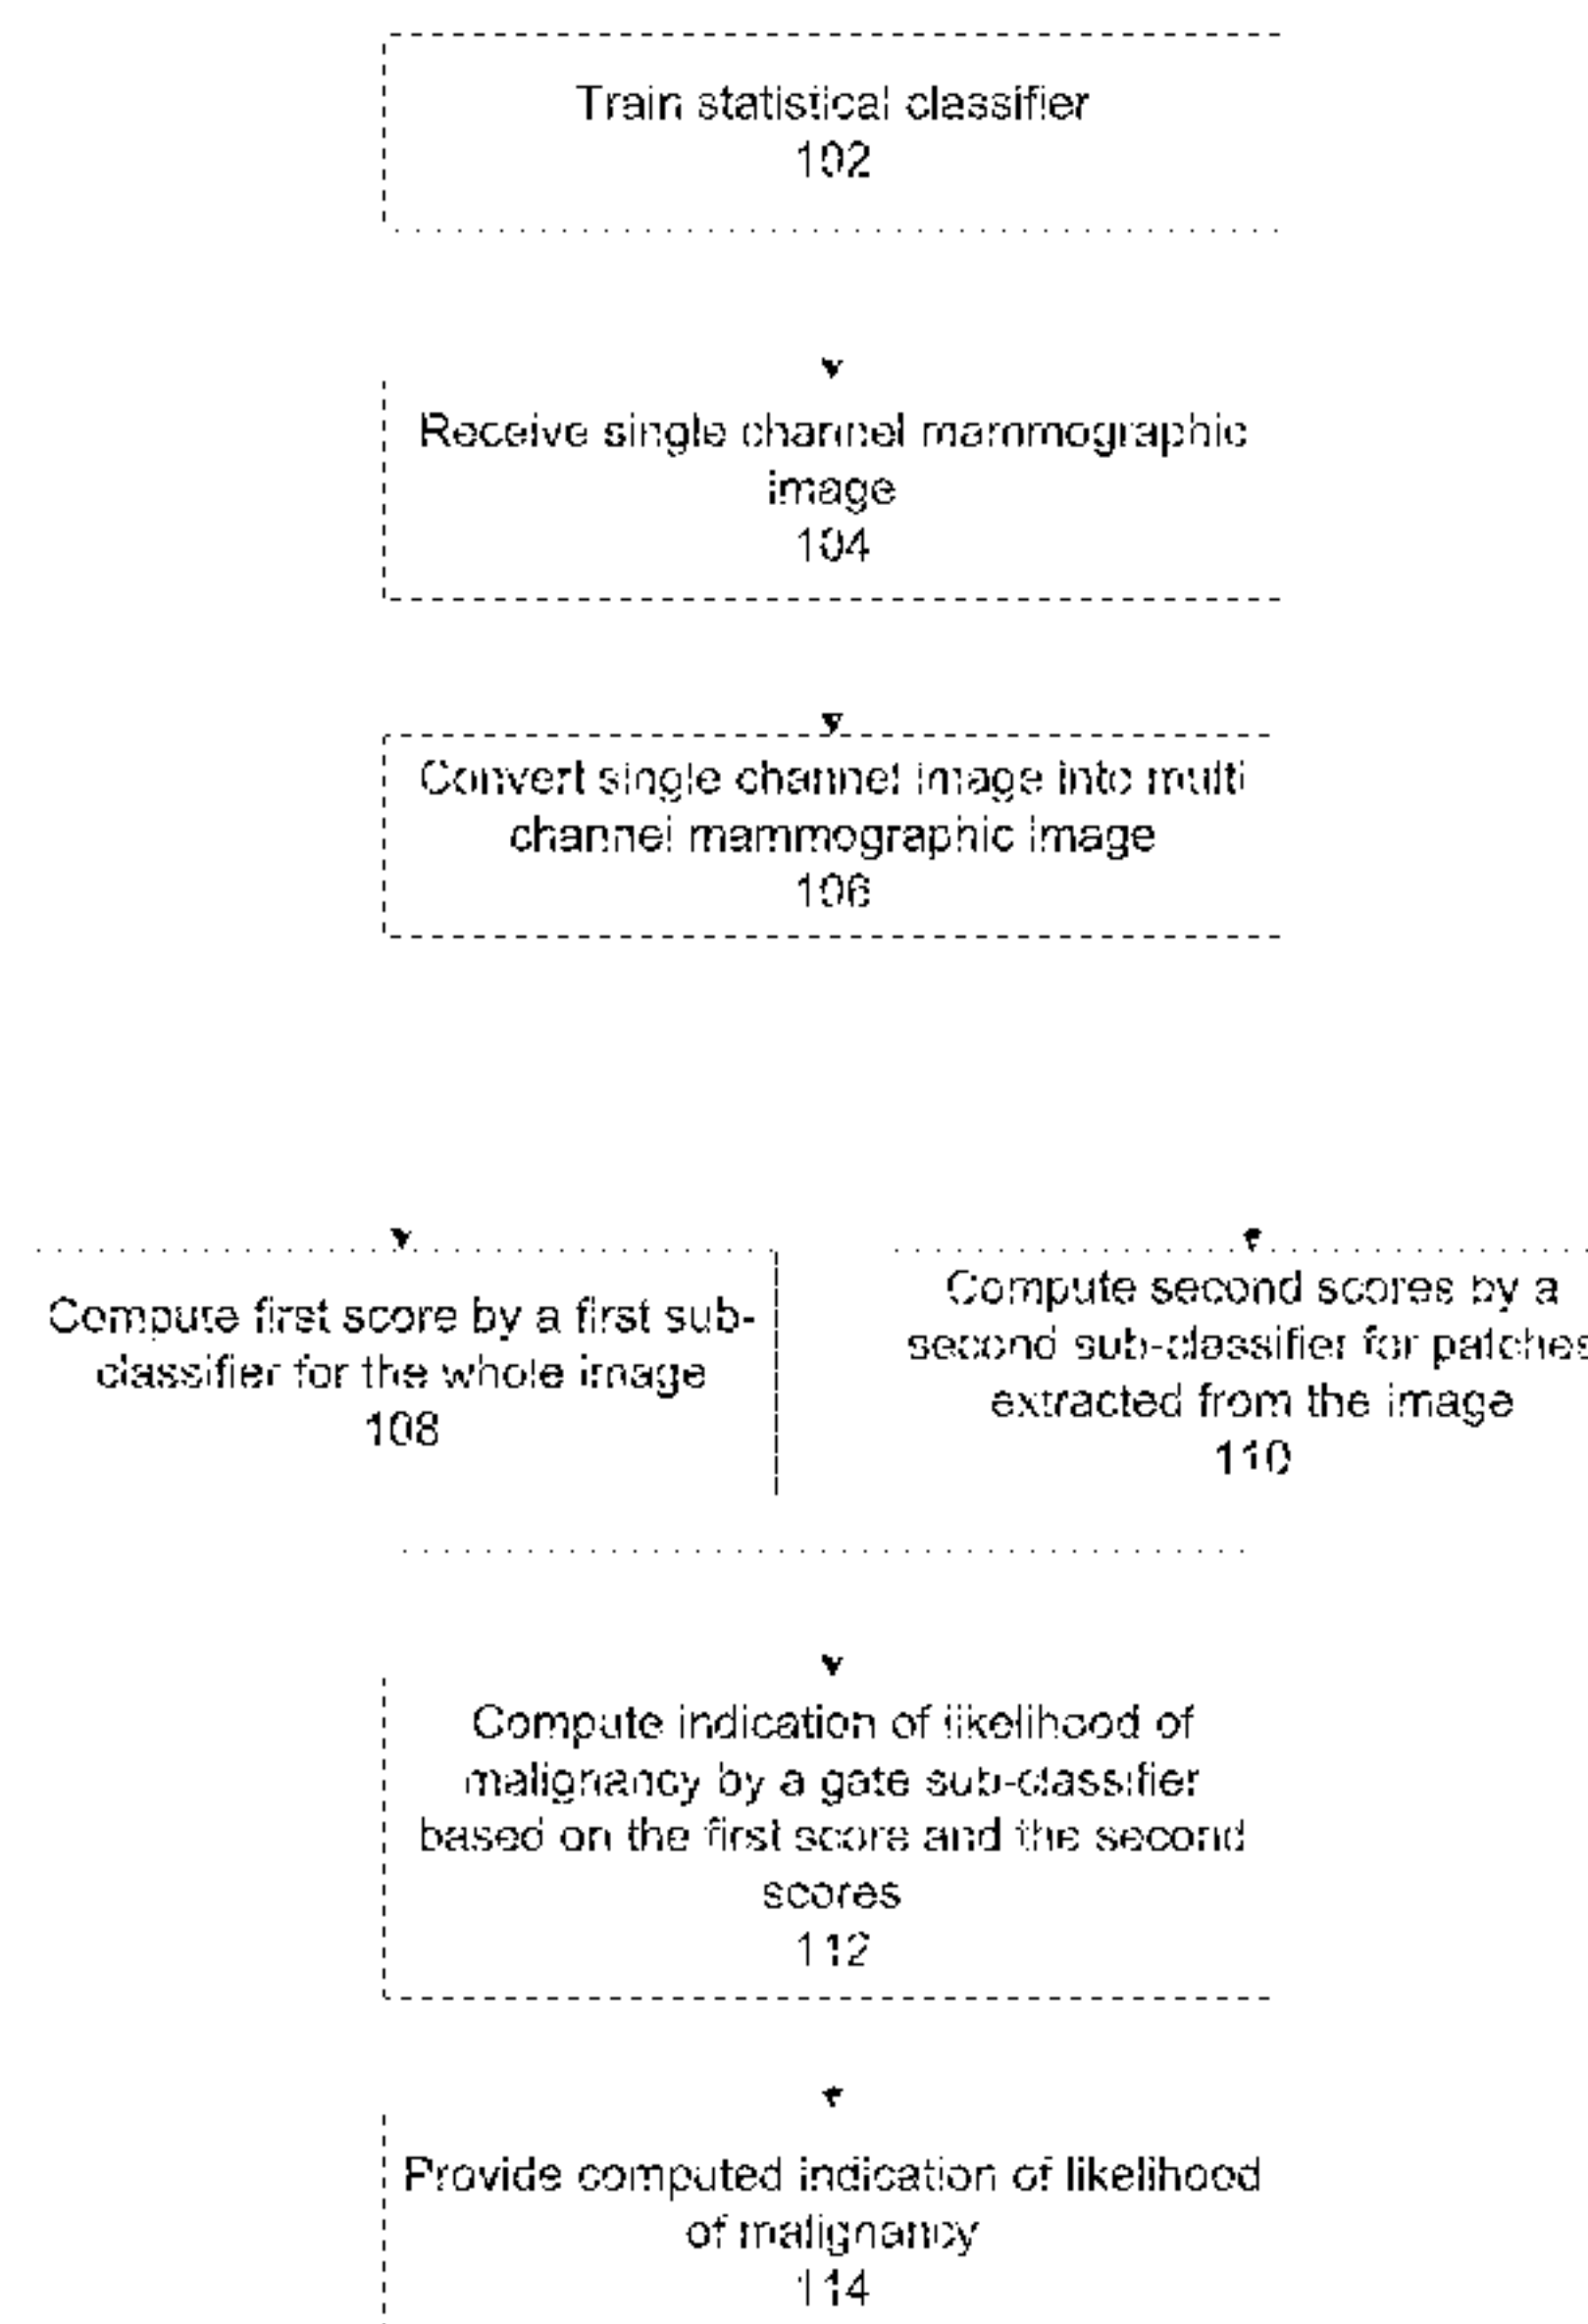 Train statistical classifier
102
Receive single channel mammographic
image
104
Convert single channel image into multi
channel mammographic image
106
Compute first score by a first sub-
classifier for the whole image
108
Compute second scores by a
second sub-classifier for patches
extracted from the image
110
Compute indication of likelihood of
malignancy by a gate sub-classifier
based on the first score and the second
scores
112
Provide computed indication of likelihood
of malignancy
114